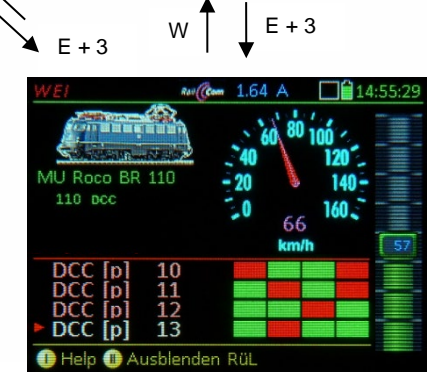 E + 3
W E + 3
WEI RailCom 1.64 A 14:55:29
60 80 100
40 120
MU Roco BR 110
20 140
110 DCC
0 160
66
km/h
57
DCC [p] 10
DCC [p] 11
DCC [p] 12
DCC [p] 13
I Help II Ausblenden RüL